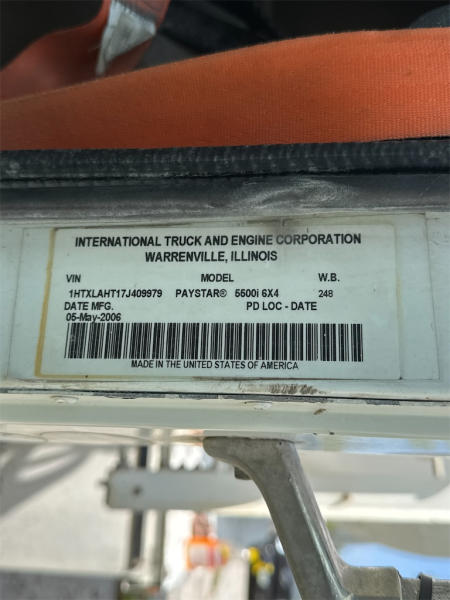 INTERNATIONAL TRUCK AND ENGINE CORPORATION
WARRENVILLE, ILLINOIS
VIN MODEL W.B.
1HTXLAHT17J409979 PAYSTAR® 5500i 6X4 248
DATE MFG. PD LOC - DATE
05-May-2006
MADE IN THE UNITED STATES OF AMERICA